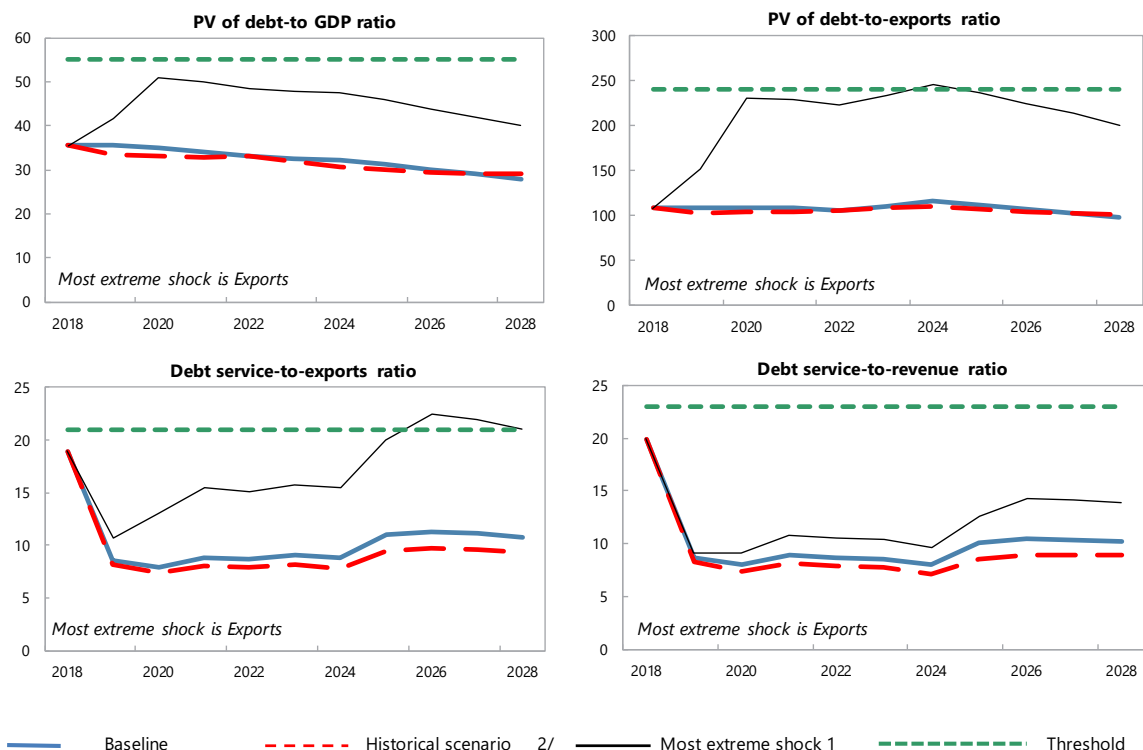 PV of debt-to GDP ratio
60
50
40
30
20
10
0
Most extreme shock is Exports
2018 2020 2022 2024 2026 2028
PV of debt-to-exports ratio
300
250
200
150
100
50
0
Most extreme shock is Exports
2018 2020 2022 2024 2026 2028
Debt service-to-exports ratio
25
20
15
10
5
0
Most extreme shock is Exports
2018 2020 2022 2024 2026 2028
Debt service-to-revenue ratio
25
20
15
10
5
0
Most extreme shock is Exports
2018 2020 2022 2024 2026 2028
Baseline Historical scenario 2/ Most extreme shock 1 Threshold